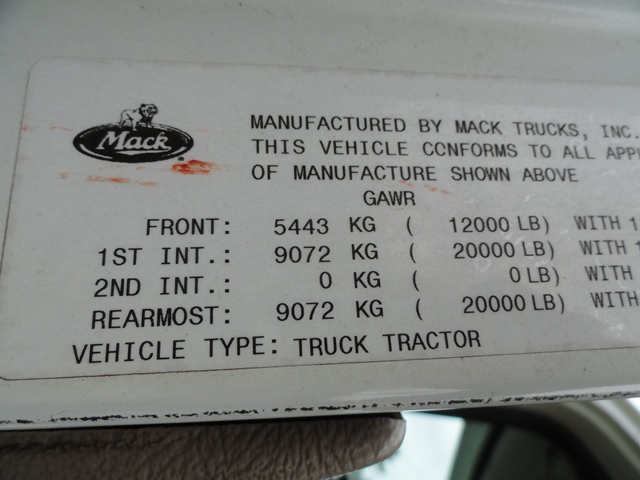 Mack
MANUFACTURED BY MACK TRUCKS, INC.
THIS VEHICLE CONFORMS TO ALL
OF MANUFACTURE SHOWN ABOVE
GAWR
FRONT: 5443 KG ( 12000 LB) WITH 1
1ST INT.: 9072 KG ( 20000 LB) WITH 1
2ND INT.: 0 KG ( 0 LB) WITH
REARMOST: 9072 KG ( 20000 LB) WITH
VEHICLE TYPE: TRUCK TRACTOR